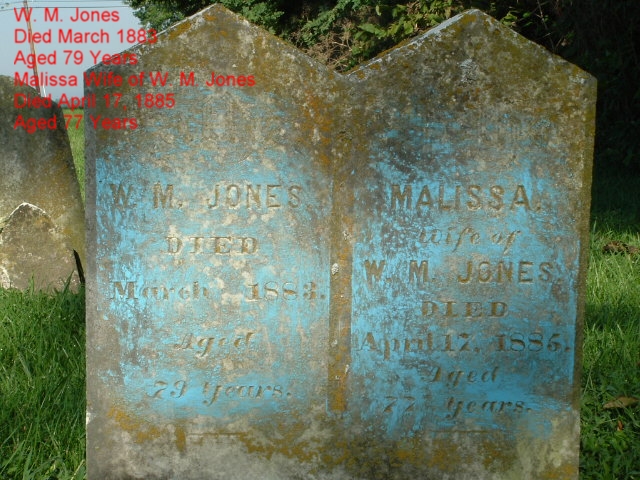 W. M. Jones
Died March 1883
Aged 79 Years
Malissa Wife of W. M. Jones
Died April 17, 1885
Aged 77 Years
W. M. JONES
DIED
March 1883.
Aged
79 Years.
MALISSA.
Wife of
W. M. JONES
DIED
April 17, 1885.
Aged
77 Years.